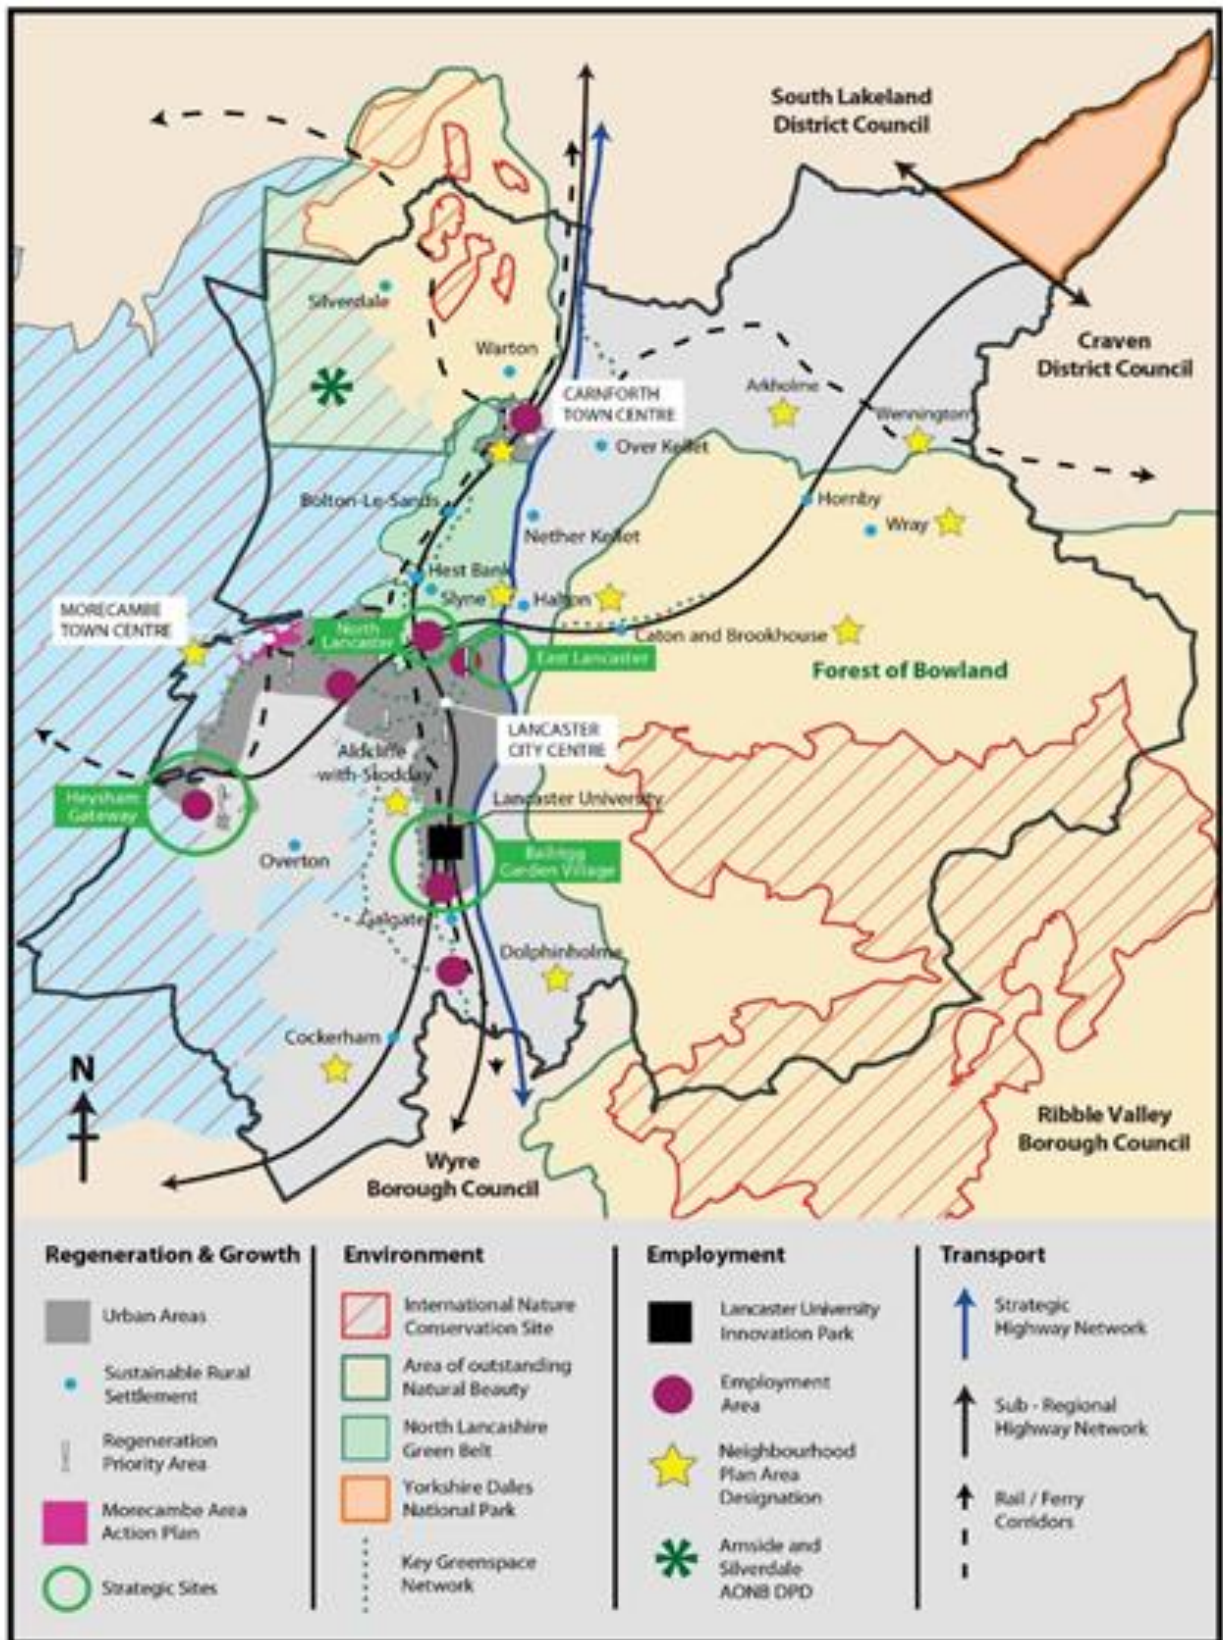 South Lakeland
District Council
Silverdale
Warton
Craven
District Council
CARNFORTH
TOWN CENTRE
Arkholme
Wennington
Over Kellet
Bolton-Le-Sands
Hornby
Wray
Nether Kellet
Hest Bank
Slyne
Halton
MORECAMBE
TOWN CENTRE
North
Lancaster
Caton and Brookhouse
East Lancaster
Forest of Bowland
LANCASTER
CITY CENTRE
Aldcliffe
-with-Stodday
Heysham
Gateway
Lancaster University
Overton
Bailrigg
Garden Village
Galgate
Dolphinholme
Cockerham
N
Ribble Valley
Borough Council
Wyre
Borough Council
Regeneration & Growth
Urban Areas
Sustainable Rural
Settlement
Regeneration
Priority Area
Morecambe Area
Action Plan
Strategic Sites
Environment
International Nature
Conservation Site
Area of outstanding
Natural Beauty
North Lancashire
Green Belt
Yorkshire Dales
National Park
Key Greenspace
Network
Employment
Lancaster University
Innovation Park
Employment
Area
Neighbourhood
Plan Area
Designation
Arnside and
Silverdale
AONB DPD
Transport
Strategic
Highway Network
Sub - Regional
Highway Network
Rail / Ferry
Corridors